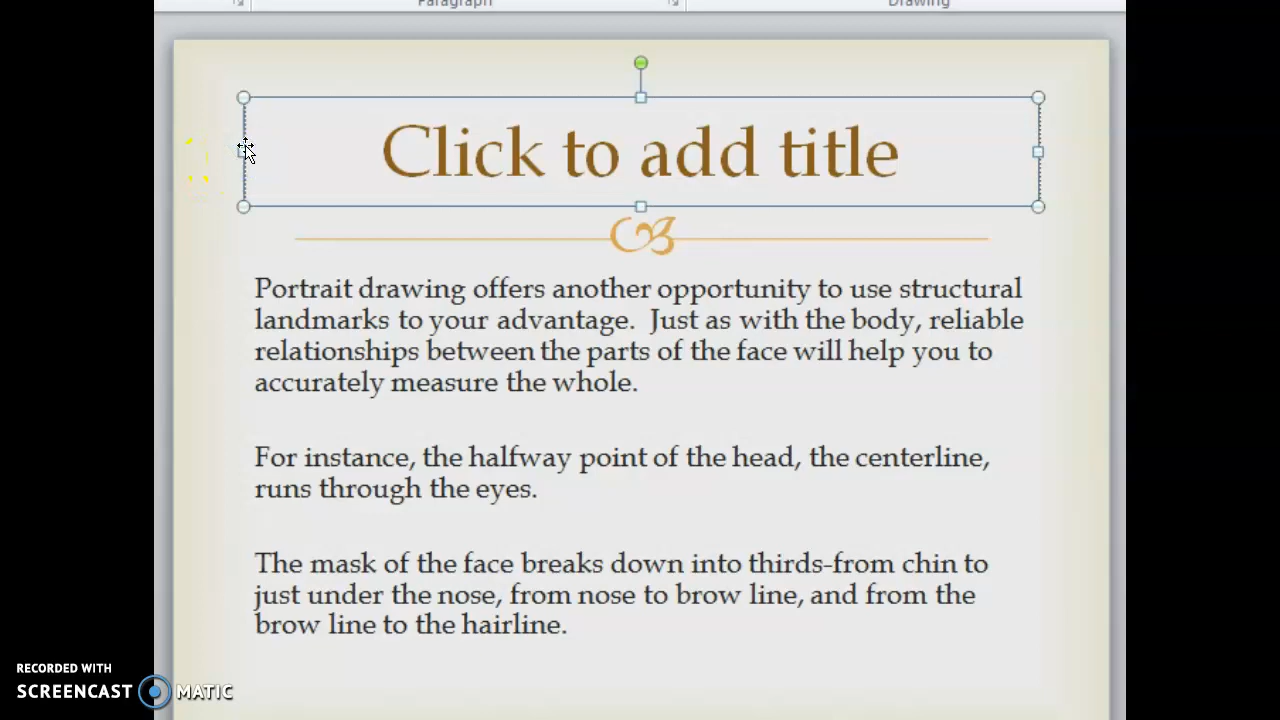 Paragraph
Drawing
Click to add title
Portrait drawing offers another opportunity to use structural
landmarks to your advantage.  Just as with the body, reliable
relationships between the parts of the face will help you to
accurately measure the whole.
For instance, the halfway point of the head, the centerline,
runs through the eyes.
The mask of the face breaks down into thirds-from chin to
just under the nose, from nose to brow line, and from the
brow line to the hairline.
RECORDED WITH
SCREENCAST MATIC